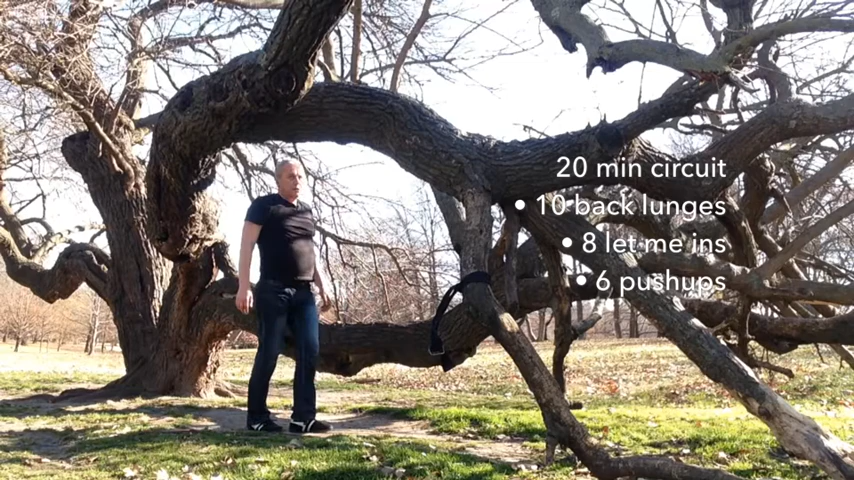 20 min circuit
• 10 back lunges
• 8 let me ins
• 6 pushups